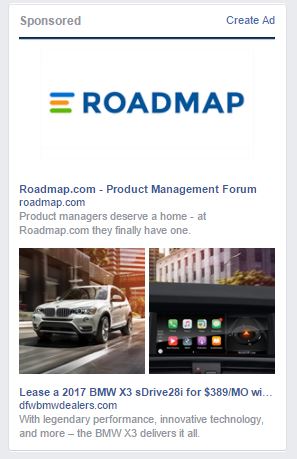 Sponsored Create Ad
ROADMAP
Roadmap.com - Product Management Forum
roadmap.com
Product managers deserve a home - at
Roadmap.com they finally have one.
Lease a 2017 BMW X3 sDrive28i for $389/MO wi...
dfwbmwdealers.com
With legendary performance, innovative technology,
and more – the BMW X3 delivers it all.